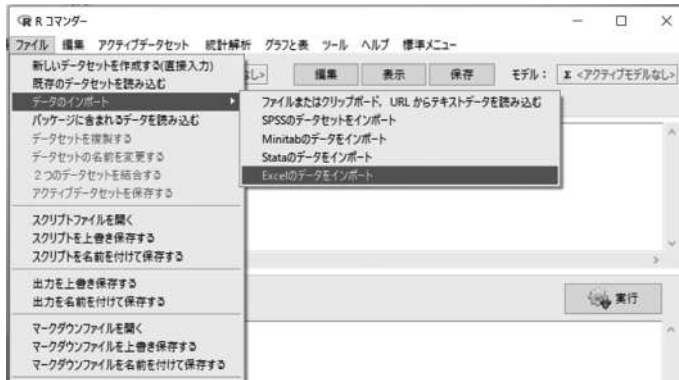 R コマンダー
ファイル 編集 アクティブデータセット 統計解析 グラフと表 ツール ヘルプ 標準メニュー
新しいデータセットを作成する(直接入力)
既存のデータセットを読み込む
し> 編集 表示 保存 モデル: Σ <アクティブモデルなし>
データのインポート
ファイルまたはクリップボード, URL からテキストデータを読み込む
パッケージに含まれるデータを読み込む
SPSSのデータセットをインポート
データセットを複製する
Minitabのデータをインポート
データセットの名前を変更する
Stataのデータをインポート
2つのデータセットを結合する
Excelのデータをインポート
アクティブデータセットを保存する
スクリプトファイルを開く
スクリプトを上書き保存する
スクリプトを名前を付けて保存する
出力を上書き保存する
出力を名前を付けて保存する
実行
マークダウンファイルを開く
マークダウンファイルを上書き保存する
マークダウンファイルを名前を付けて保存する